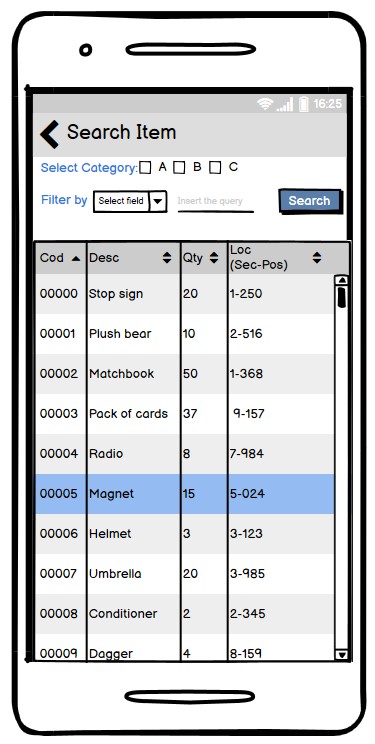 16:25
Search Item
Select Category: A B C
Filter by Select field Insert the query Search
Cod Desc Qty Loc
(Sec-Pos)
00000 Stop sign 20 1-250
00001 Plush bear 10 2-516
00002 Matchbook 50 1-368
00003 Pack of cards 37 9-157
00004 Radio 8 7-984
00005 Magnet 15 5-024
00006 Helmet 3 3-123
00007 Umbrella 20 3-985
00008 Conditioner 2 2-345
00009 Dagger 4 8-159